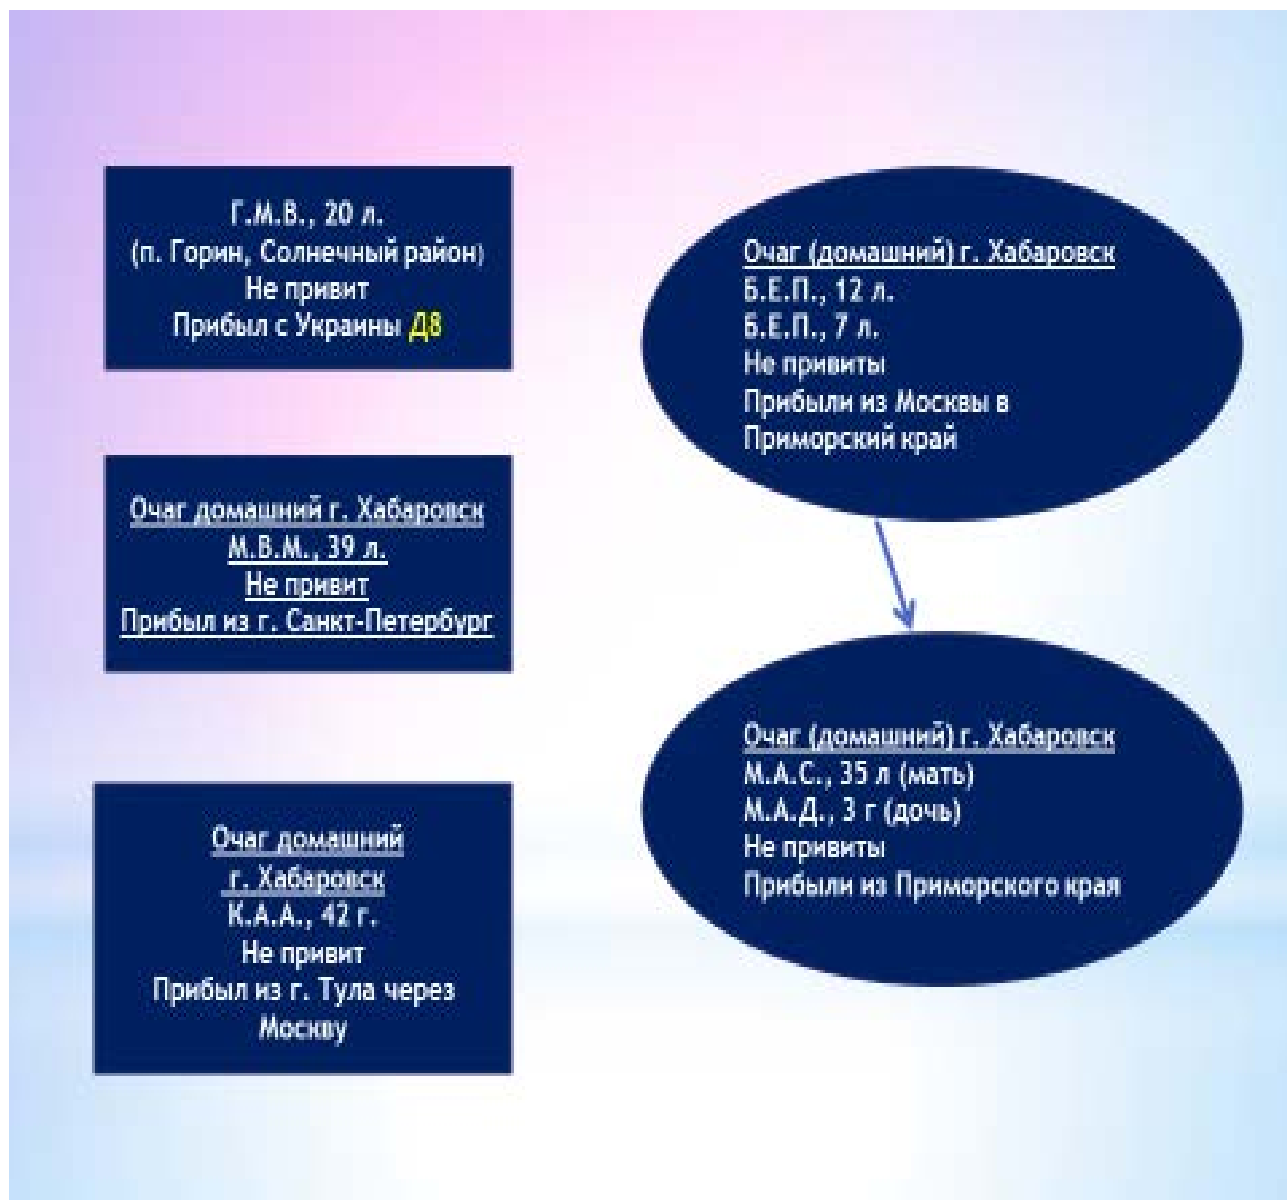 Г.М.В., 20 л.
(п. Горин, Солнечный район)
Не привит
Прибыл с Украины Д8
Очаг домашний г. Хабаровск
М.В.М., 39 л.
Не привит
Прибыл из г. Санкт-Петербург
Очаг домашний
г. Хабаровск
К.А.А., 42 г.
Не привит
Прибыл из г. Тула через
Москву
Очаг (домашний) г. Хабаровск
Б.Е.П., 12 л.
Б.Е.П., 7 л.
Не привиты
Прибыли из Москвы в
Приморский край
Очаг (домашний) г. Хабаровск
М.А.С., 35 л (мать)
М.А.Д., 3 г (дочь)
Не привиты
Прибыли из Приморского края